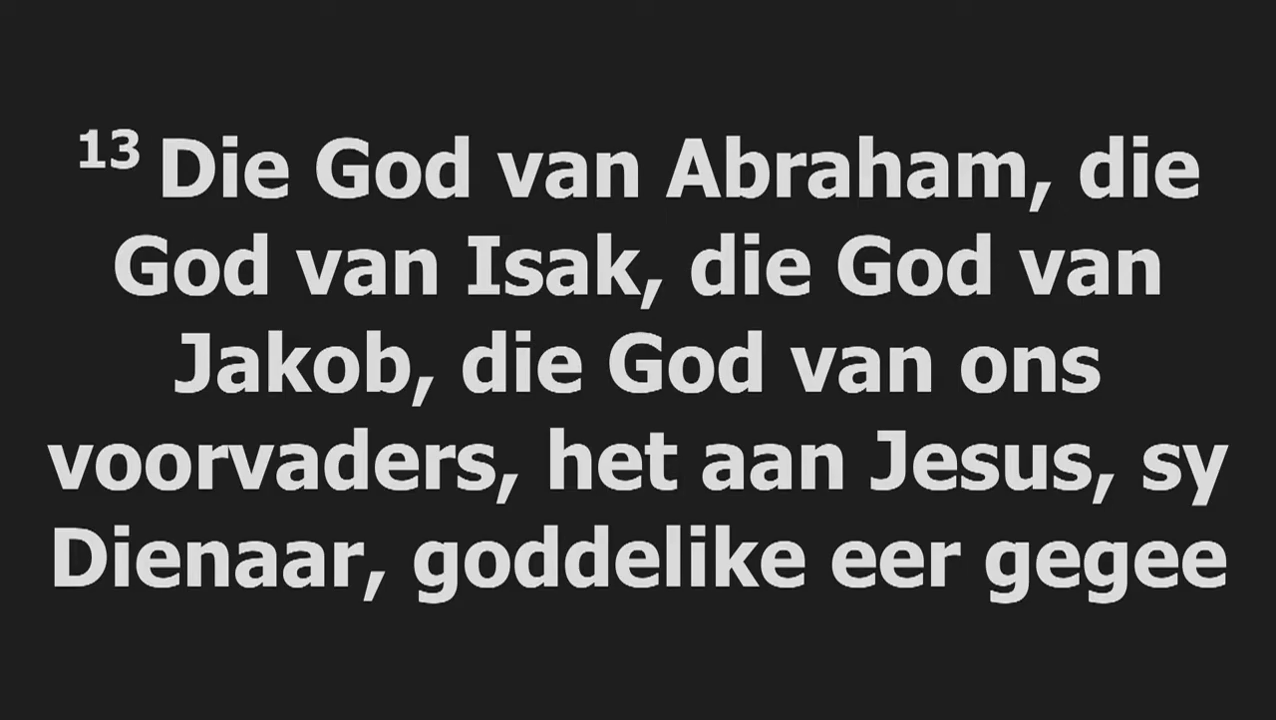 13 Die God van Abraham, die
God van Isak, die God van
Jakob, die God van ons
voorvaders, het aan Jesus, sy
Dienaar, goddelike eer gegee